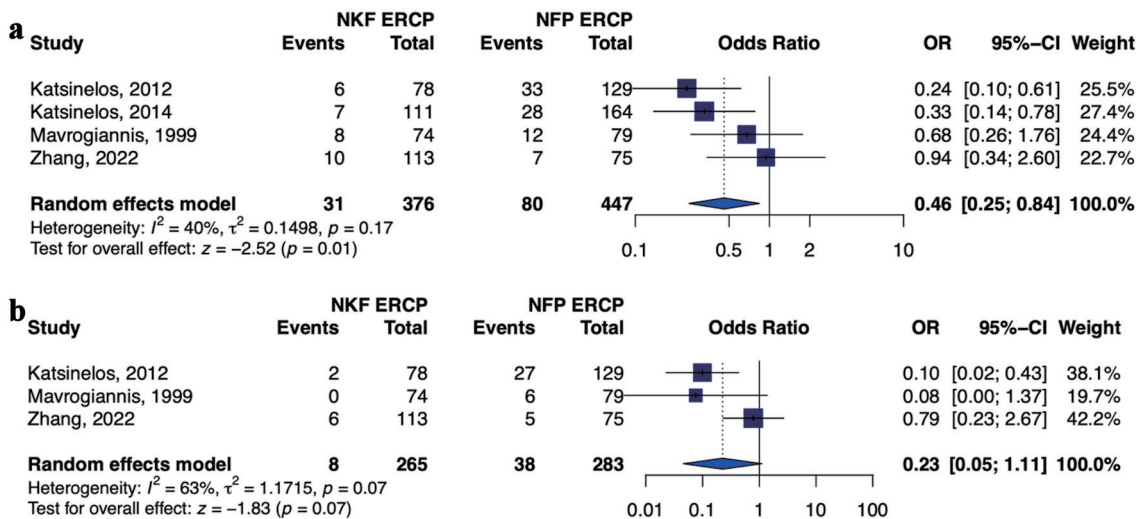 a
NKF ERCP NFP ERCP
Study Events Total Events Total Odds Ratio OR 95%−CI Weight
Katsinelos, 2012 6 78 33 129 0.24 [0.10; 0.61] 25.5%
Katsinelos, 2014 7 111 28 164 0.33 [0.14; 0.78] 27.4%
Mavrogiannis, 1999 8 74 12 79 0.68 [0.26; 1.76] 24.4%
Zhang, 2022 10 113 7 75 0.94 [0.34; 2.60] 22.7%
Random effects model 31 376 80 447 0.46 [0.25; 0.84] 100.0%
Heterogeneity: I² = 40%, τ² = 0.1498, p = 0.17
Test for overall effect: z = −2.52 (p = 0.01)
0.1 0.5 1 2 10
b
NKF ERCP NFP ERCP
Study Events Total Events Total Odds Ratio OR 95%−CI Weight
Katsinelos, 2012 2 78 27 129 0.10 [0.02; 0.43] 38.1%
Mavrogiannis, 1999 0 74 6 79 0.08 [0.00; 1.37] 19.7%
Zhang, 2022 6 113 5 75 0.79 [0.23; 2.67] 42.2%
Random effects model 8 265 38 283 0.23 [0.05; 1.11] 100.0%
Heterogeneity: I² = 63%, τ² = 1.1715, p = 0.07
Test for overall effect: z = −1.83 (p = 0.07)
0.01 0.1 1 10 100